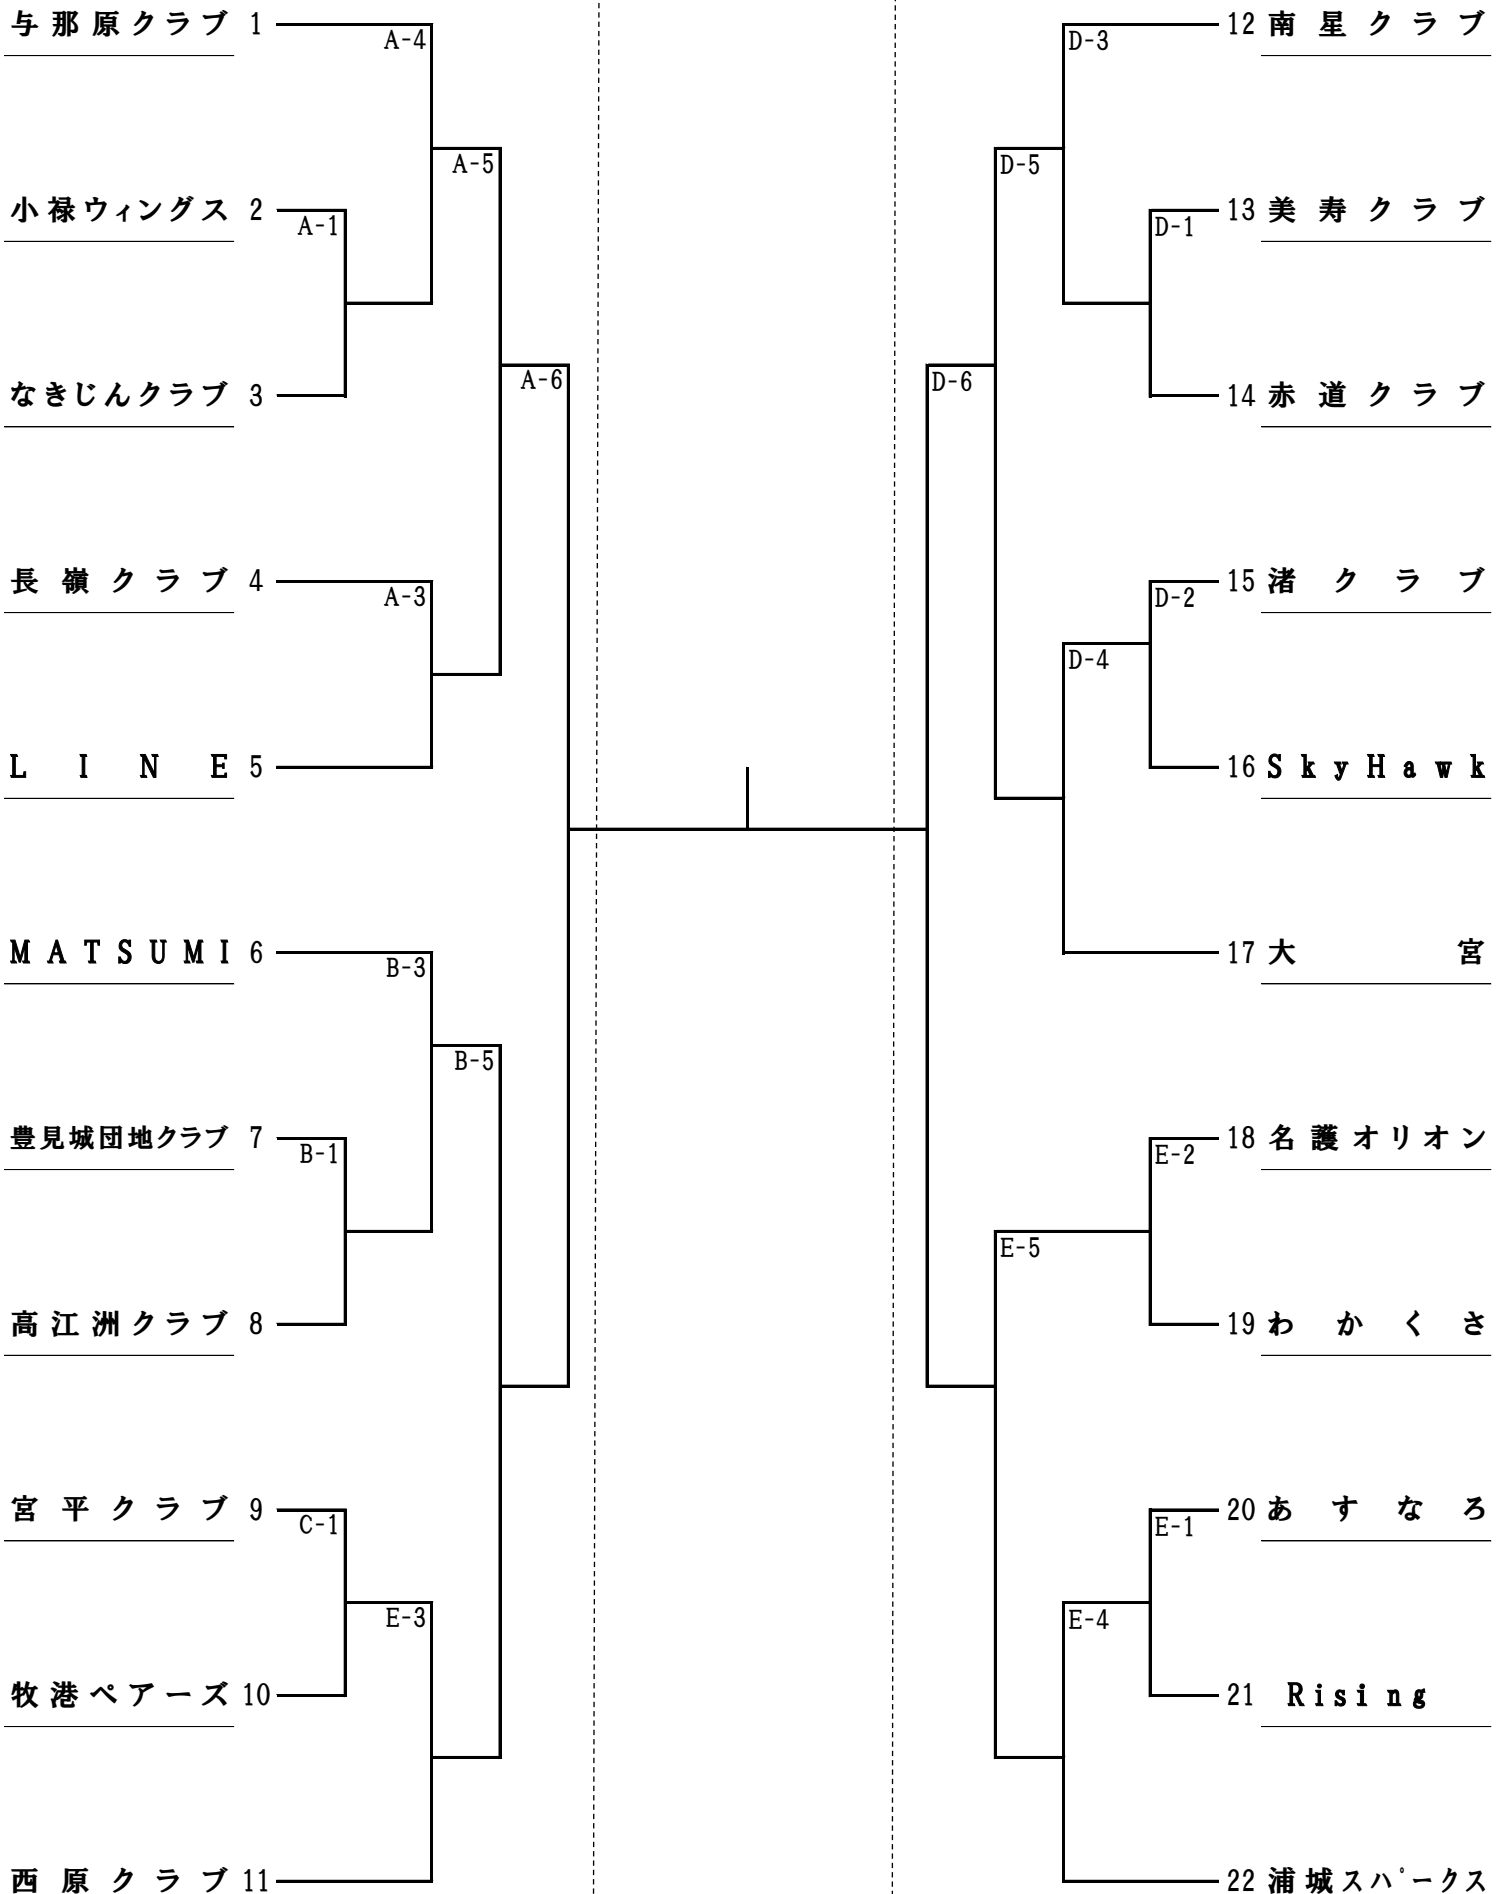 与那原クラブ 1
A-4
A-5
小禄ウィングス 2
A-1
A-6
なきじんクラブ 3
長嶺クラブ 4
A-3
LINE 5
MATSUMI 6
B-3
B-5
豊見城団地クラブ 7
B-1
高江洲クラブ 8
宮平クラブ 9
C-1
E-3
牧港ペアーズ 10
西原クラブ 11
12 南星クラブ
D-3
D-5
13 美寿クラブ
D-1
D-6
14 赤道クラブ
15 渚クラブ
D-2
D-4
16 SkyHawk
17 大宮
18 名護オリオン
E-2
E-5
19 わかくさ
20 あすなろ
E-1
E-4
21 Rising
22 浦城スパークス